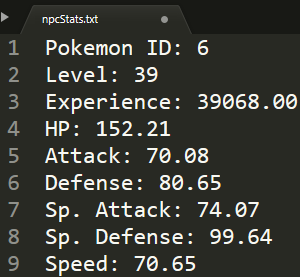 npcStats.txt
1 Pokemon ID: 6
2 Level: 39
3 Experience: 39068.00
4 HP: 152.21
5 Attack: 70.08
6 Defense: 80.65
7 Sp. Attack: 74.07
8 Sp. Defense: 99.64
9 Speed: 70.65